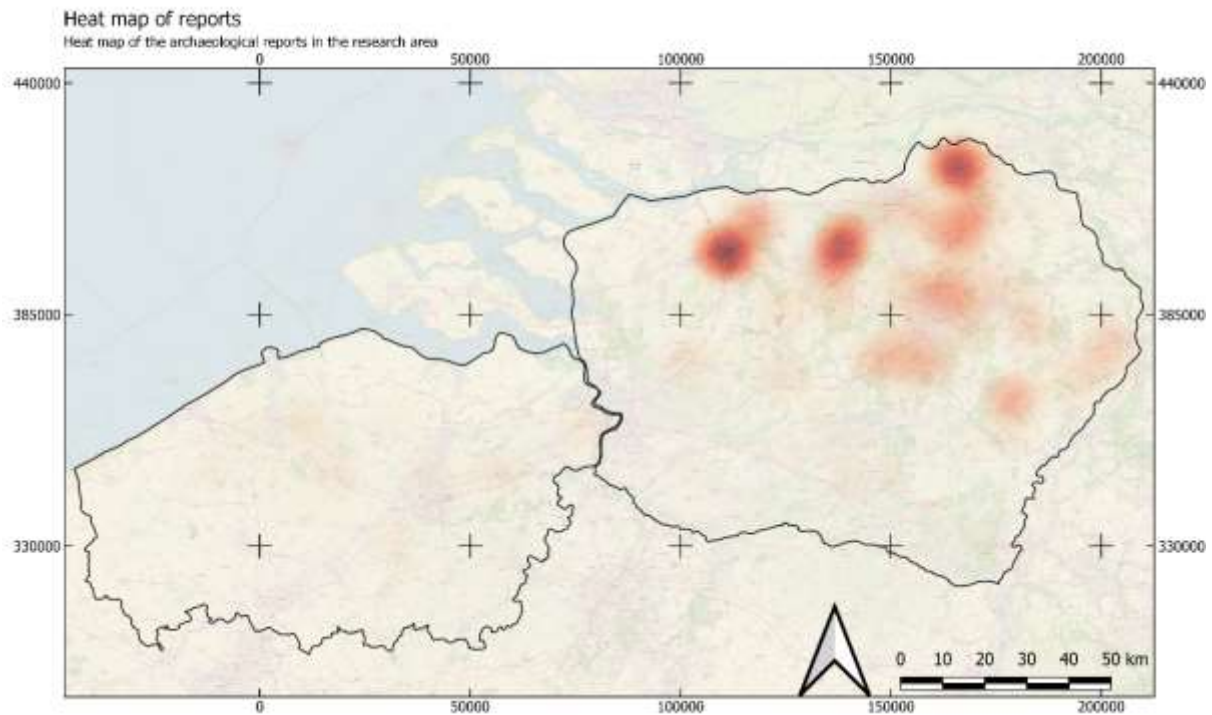 Heat map of reports
Heat map of the archaeological reports in the research area
0 50000 100000 150000 200000
440000 440000
385000 385000
330000 330000
0 10 20 30 40 50 km
0 50000 100000 150000 200000